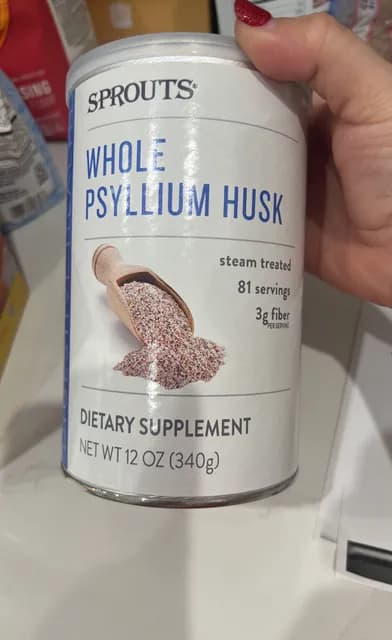 SING
SPROUTS®
WHOLE
PSYLLIUM HUSK
steam treated
81 servings
3g fiber
PER SERVING
DIETARY SUPPLEMENT
NET WT 12 OZ (340g)